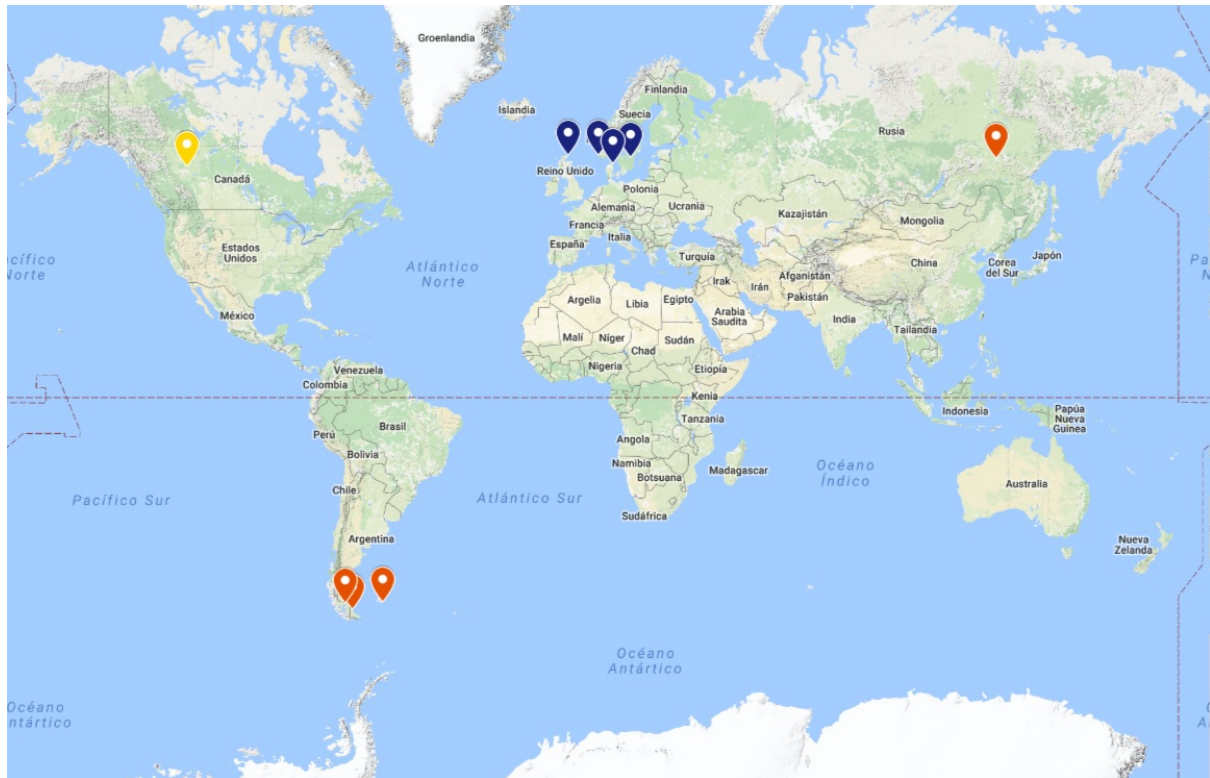 Groenlandia
Islandia
Finlandia
Suecia
Rusia
Reino Unido
Canadá
Polonia
Alemania
Ucrania
Kazajistán
Mongolia
Francia
Italia
España
Estados
Unidos
Turquía
China
Corea
del Sur
Japón
Irak
Irán
Afganistán
Pakistán
cífico
Norte
Atlántico
Norte
Pa
N
Argelia
Libia
Egipto
Arabia
Saudita
India
México
Malí
Níger
Sudán
Tailandia
Chad
Nigeria
Etiopía
Venezuela
Colombia
Kenia
Indonesia
Papúa
Nueva
Guinea
Perú
Brasil
Tanzania
Bolivia
Angola
Namibia
Botsuana
Madagascar
Océano
Índico
Australia
Pacífico Sur
Chile
Atlántico Sur
Sudáfrica
Argentina
Nueva
Zelanda
Océano
Antártico
Océano
ntártico
O
A